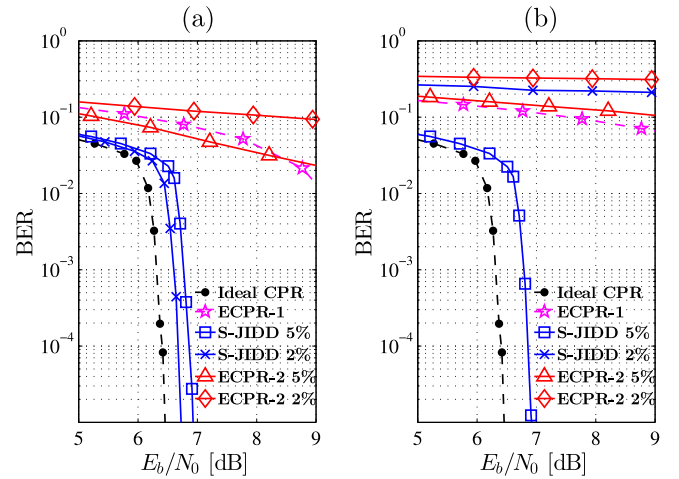 (a)
10^0
10^-1
10^-2
10^-3
10^-4
BER
Ideal CPR
ECPR-1
S-JIDD 5%
S-JIDD 2%
ECPR-2 5%
ECPR-2 2%
5 6 7 8 9
E_b/N_0 [dB]
(b)
10^0
10^-1
10^-2
10^-3
10^-4
BER
Ideal CPR
ECPR-1
S-JIDD 5%
S-JIDD 2%
ECPR-2 5%
ECPR-2 2%
5 6 7 8 9
E_b/N_0 [dB]